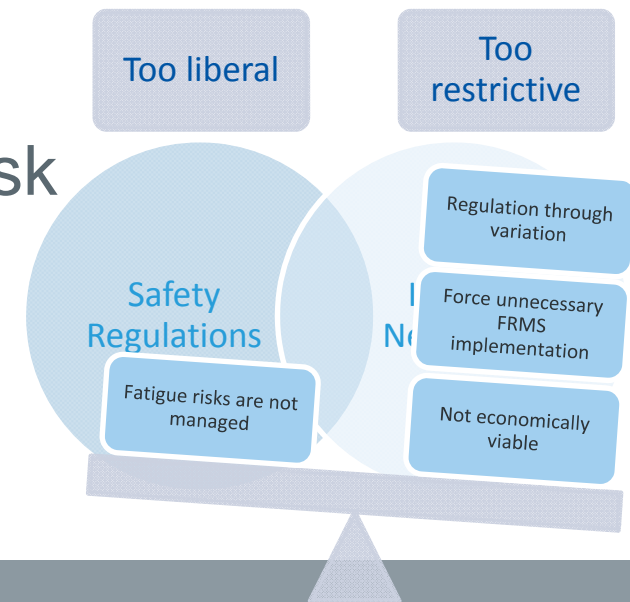 Too liberal
Too
restrictive
Regulation through
variation
Safety
Regulations
Force unnecessary
FRMS
implementation
Fatigue risks are not
managed
Not economically
viable